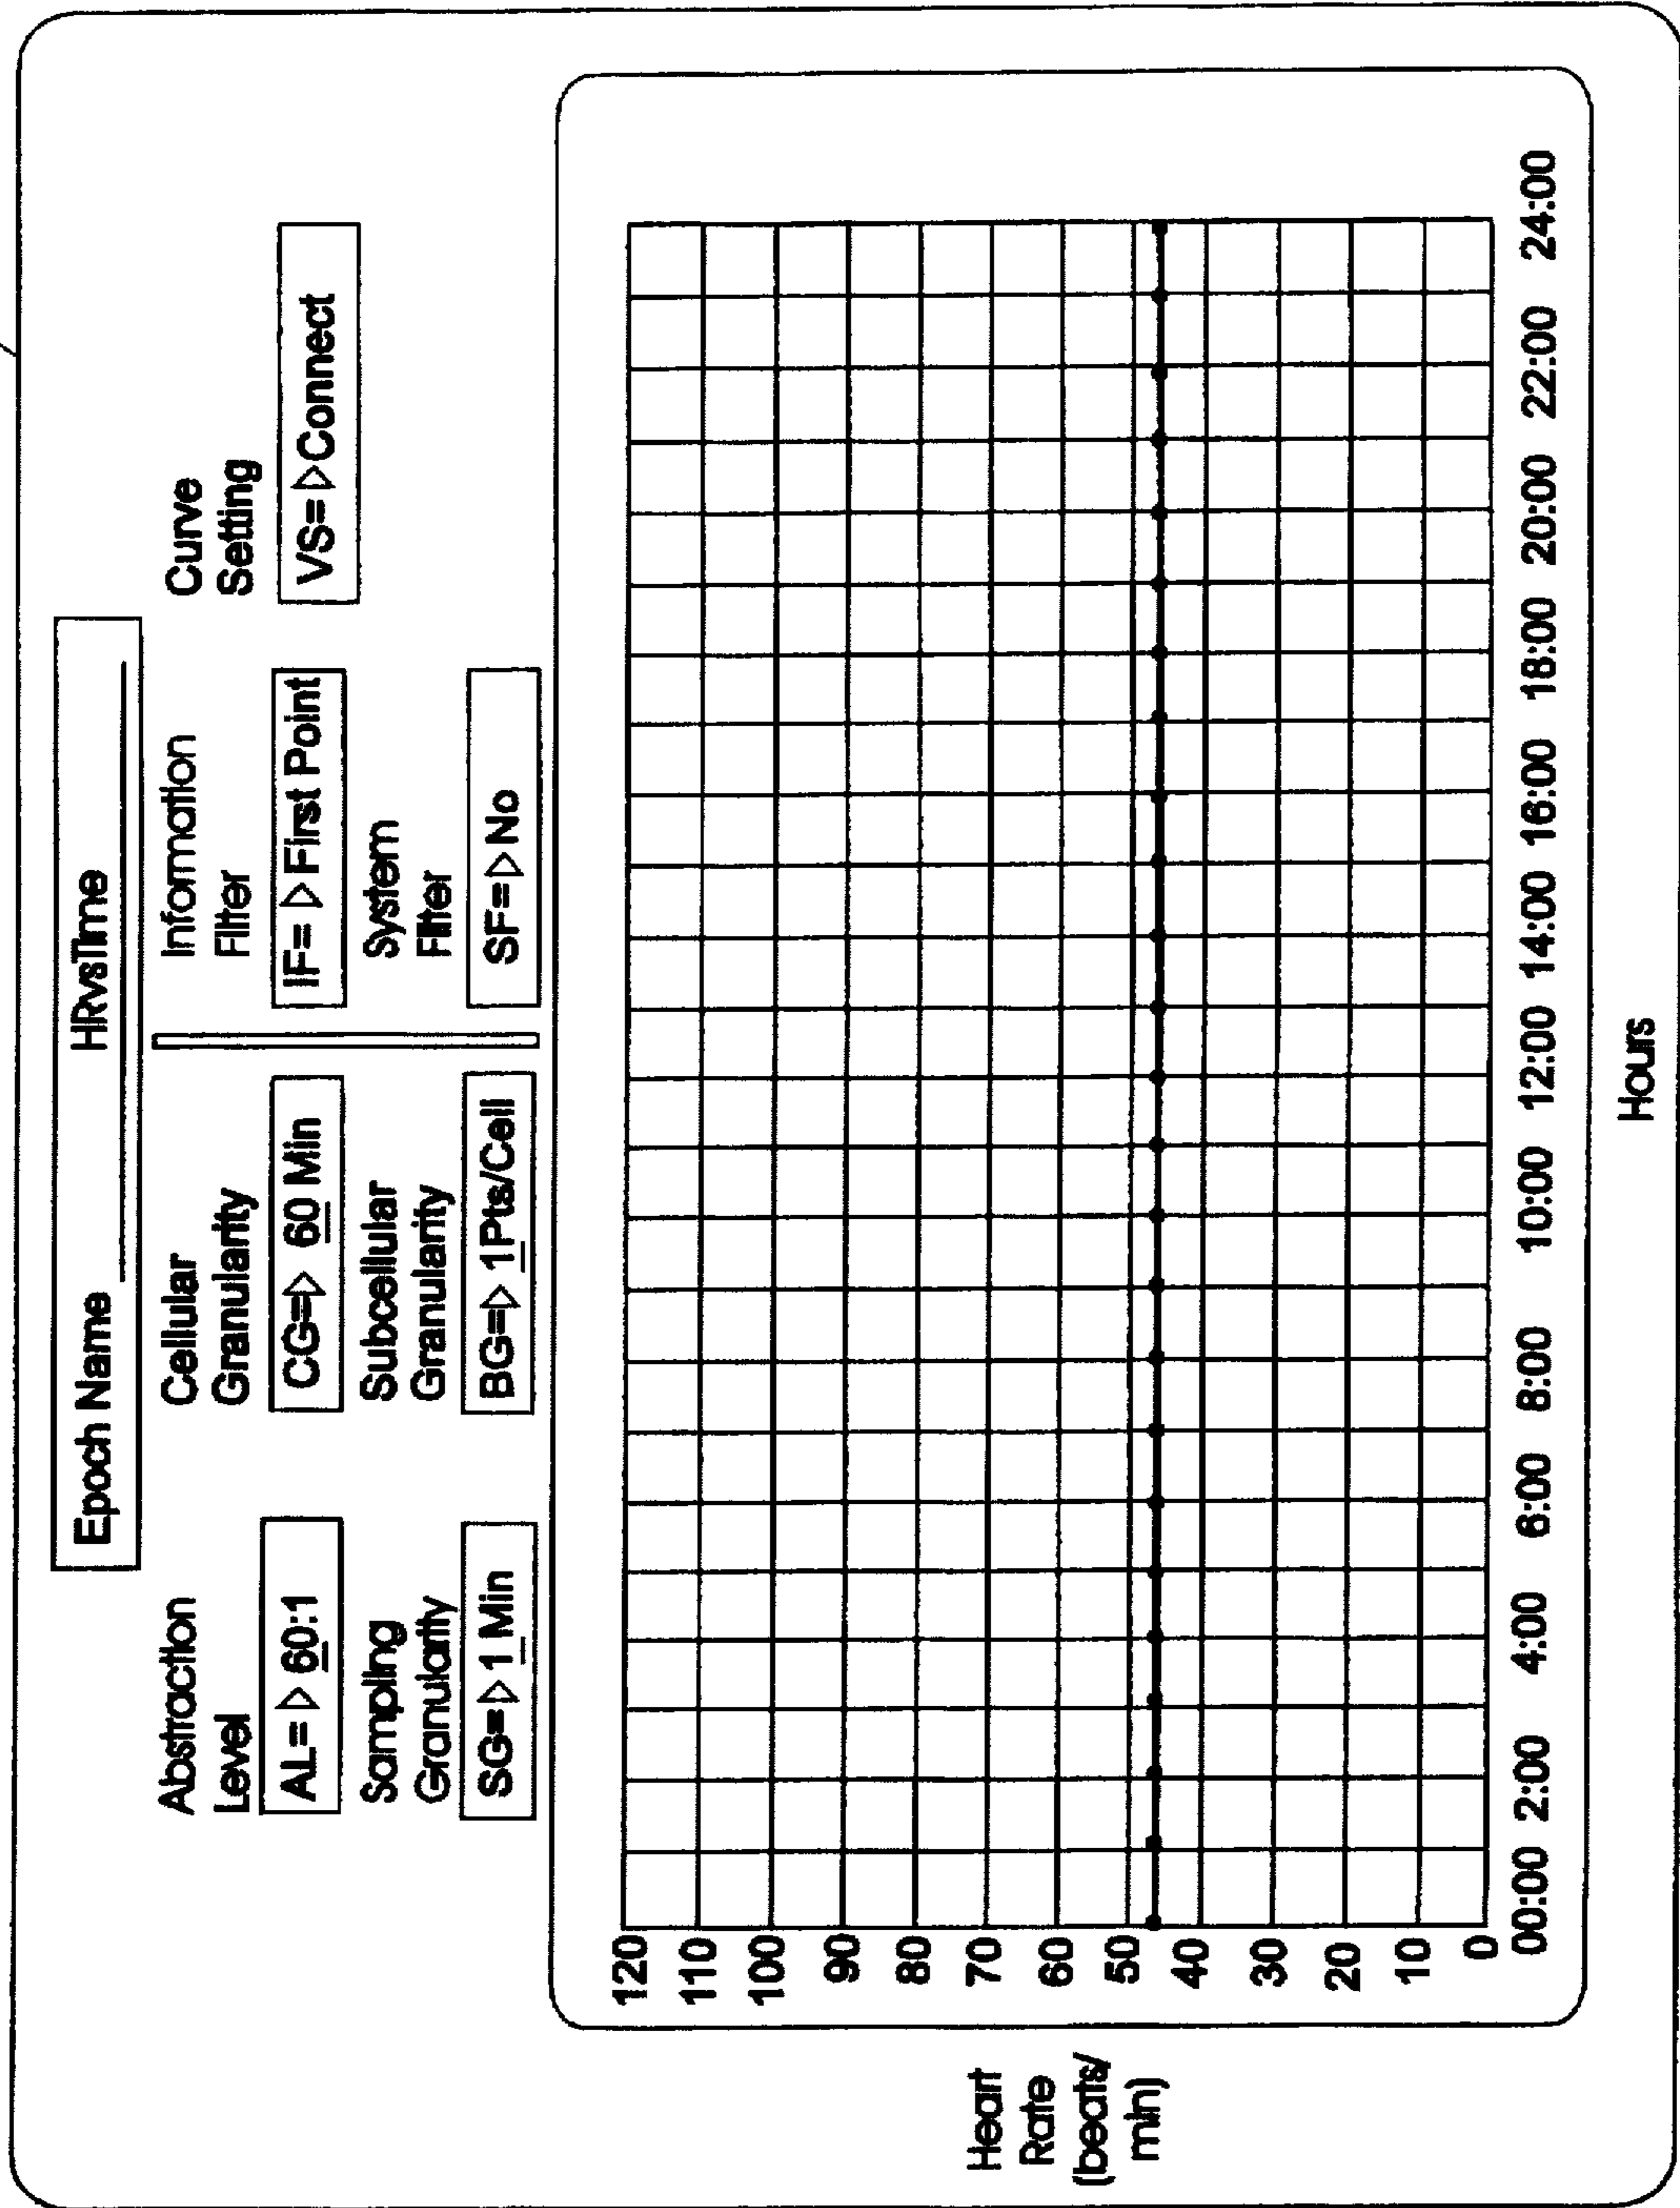 Epoch Name HRvsTime
Abstraction
Level
AL=▷ 60:1
Sampling
Granularity
SG=▷ 1 Min
Cellular
Granularity
CG=▷ 60 Min
Subcellular
Granularity
BG=▷ 1Pts/Cell
Information
Filter
IF= ▷First Point
System
Filter
SF=▷No
Curve
Setting
VS=▷Connect
Heart
Rate
(beats/
min)
120
110
100
90
80
70
60
50
40
30
20
10
0
00:00 2:00 4:00 6:00 8:00 10:00 12:00 14:00 16:00 18:00 20:00 22:00 24:00
Hours